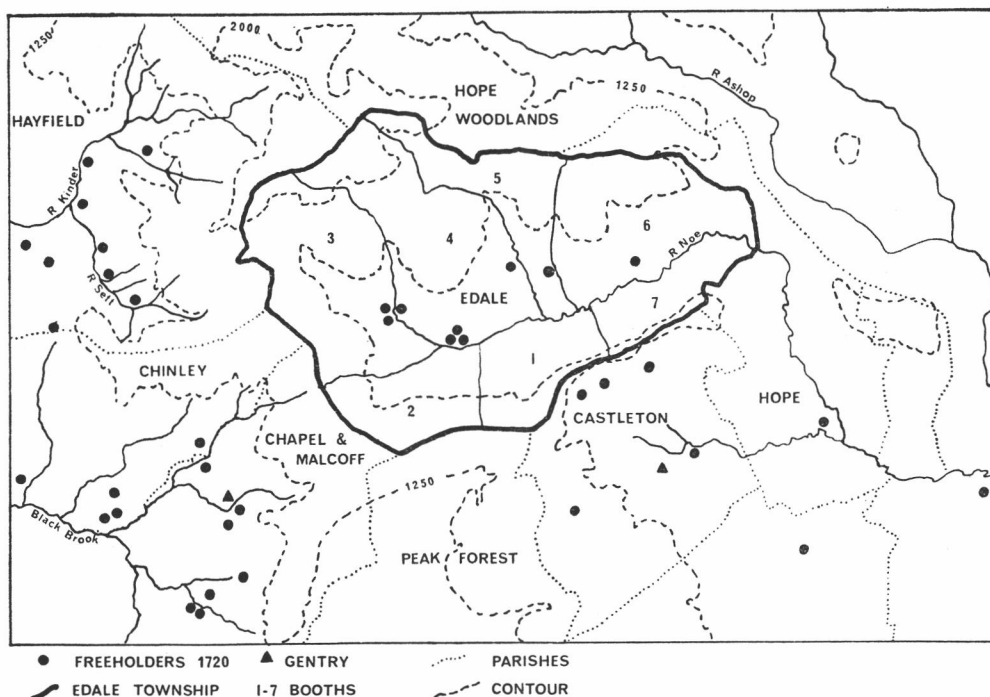 1250
2000
R Ashop
HOPE
WOODLANDS
1250
HAYFIELD
R Kinder
5
6
3
4
R Noe
R Sett
EDALE
7
CHINLEY
1
HOPE
2
CASTLETON
CHAPEL &
MALCOFF
1250
Black Brook
PEAK FOREST
FREEHOLDERS 1720 GENTRY PARISHES
EDALE TOWNSHIP 1-7 BOOTHS CONTOUR